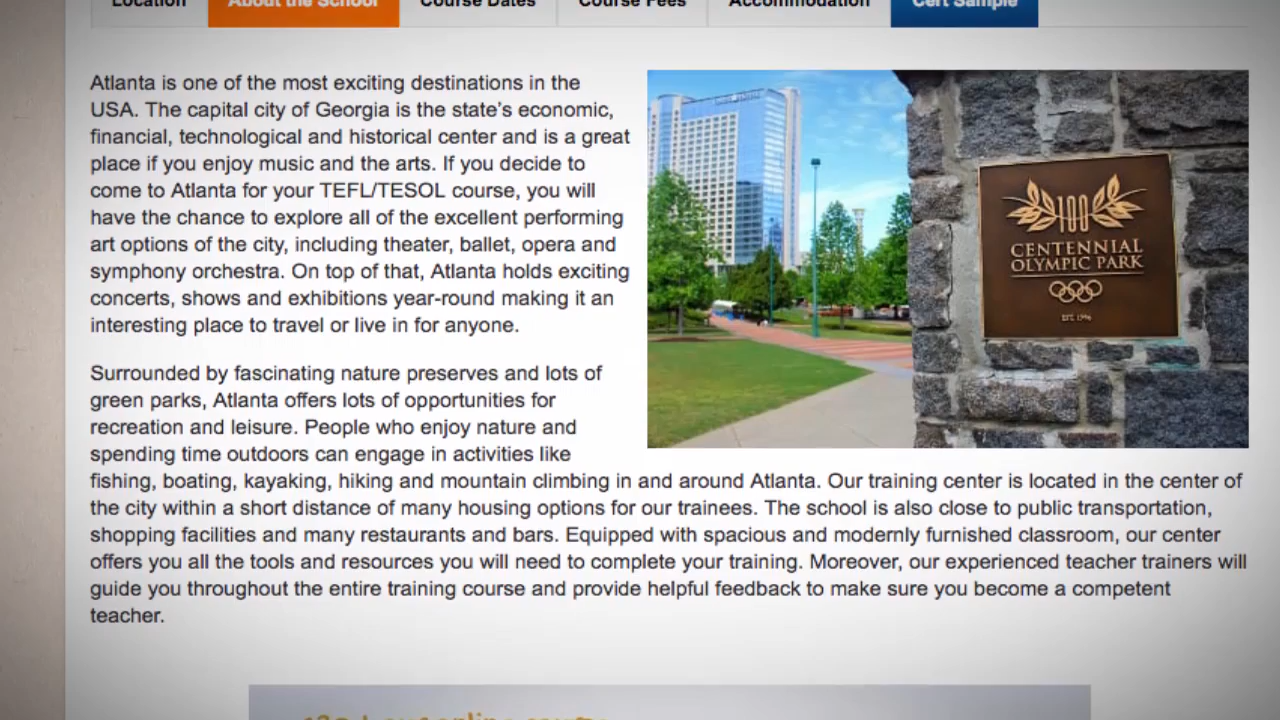 Location About the School Course Dates Course Fees Accommodation Cert Sample
Atlanta is one of the most exciting destinations in the
USA. The capital city of Georgia is the state's economic,
financial, technological and historical center and is a great
place if you enjoy music and the arts. If you decide to
come to Atlanta for your TEFL/TESOL course, you will
have the chance to explore all of the excellent performing
art options of the city, including theater, ballet, opera and
symphony orchestra. On top of that, Atlanta holds exciting
concerts, shows and exhibitions year-round making it an
interesting place to travel or live in for anyone.
100
CENTENNIAL
OLYMPIC PARK
EST. 1996
Surrounded by fascinating nature preserves and lots of
green parks, Atlanta offers lots of opportunities for
recreation and leisure. People who enjoy nature and
spending time outdoors can engage in activities like
fishing, boating, kayaking, hiking and mountain climbing in and around Atlanta. Our training center is located in the center of
the city within a short distance of many housing options for our trainees. The school is also close to public transportation,
shopping facilities and many restaurants and bars. Equipped with spacious and modernly furnished classroom, our center
offers you all the tools and resources you will need to complete your training. Moreover, our experienced teacher trainers will
guide you throughout the entire training course and provide helpful feedback to make sure you become a competent
teacher.